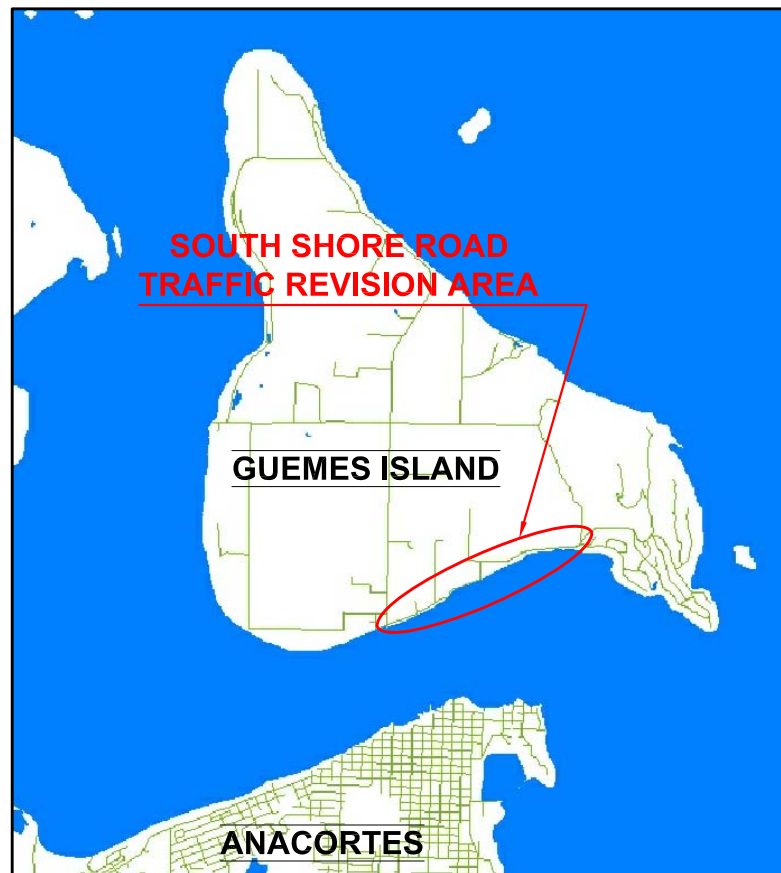 SOUTH SHORE ROAD
TRAFFIC REVISION AREA
GUEMES ISLAND
ANACORTES